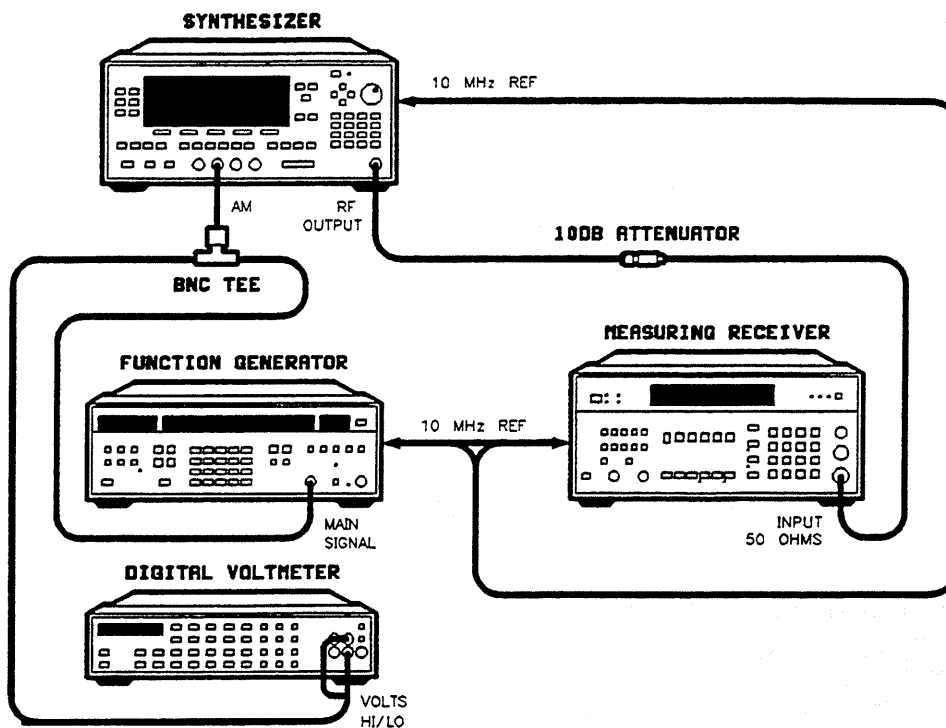 SYNTHESIZER
10 MHz REF
AM
RF
OUTPUT
10DB ATTENUATOR
BNC TEE
MEASURING RECEIVER
FUNCTION GENERATOR
10 MHz REF
MAIN
SIGNAL
INPUT
50 OHMS
DIGITAL VOLTMETER
VOLTS
HI/LO